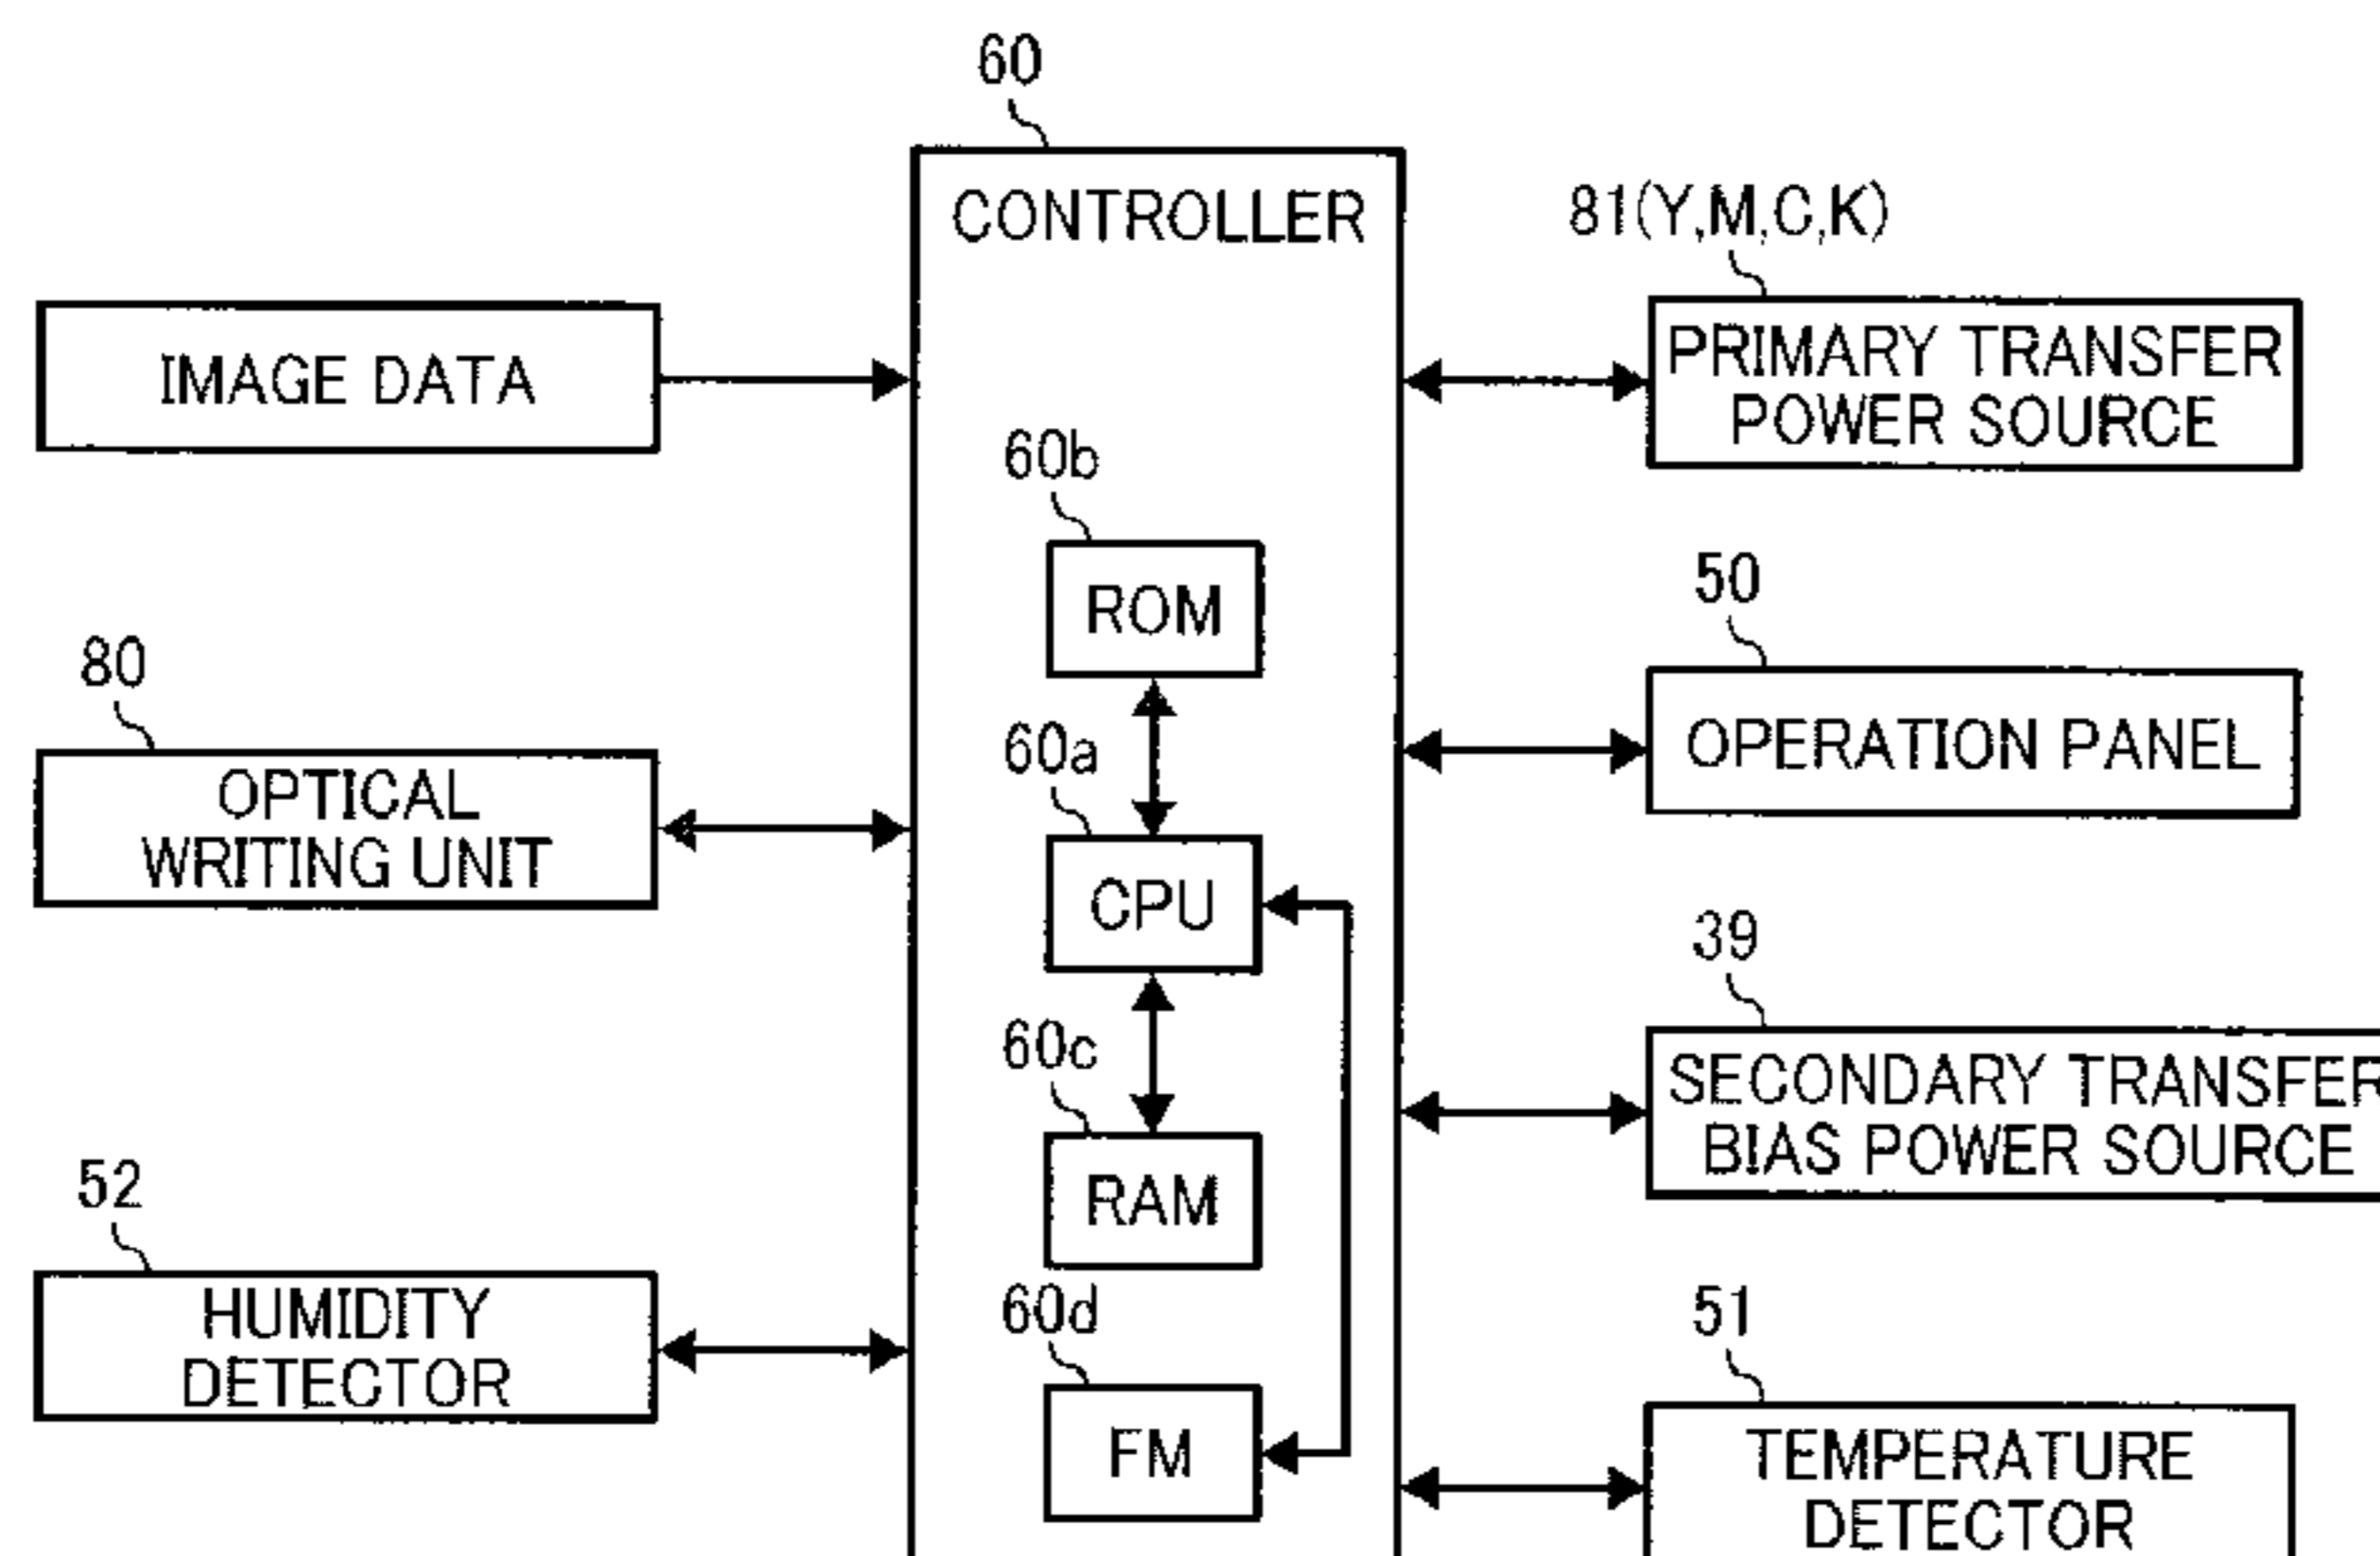 60
CONTROLLER
81(Y,M,C,K)
IMAGE DATA
PRIMARY TRANSFER
POWER SOURCE
60b
ROM
50
80
60a
OPERATION PANEL
OPTICAL
WRITING UNIT
CPU
39
60c
SECONDARY TRANSFER
BIAS POWER SOURCE
52
RAM
60d
51
HUMIDITY
DETECTOR
FM
TEMPERATURE
DETECTOR